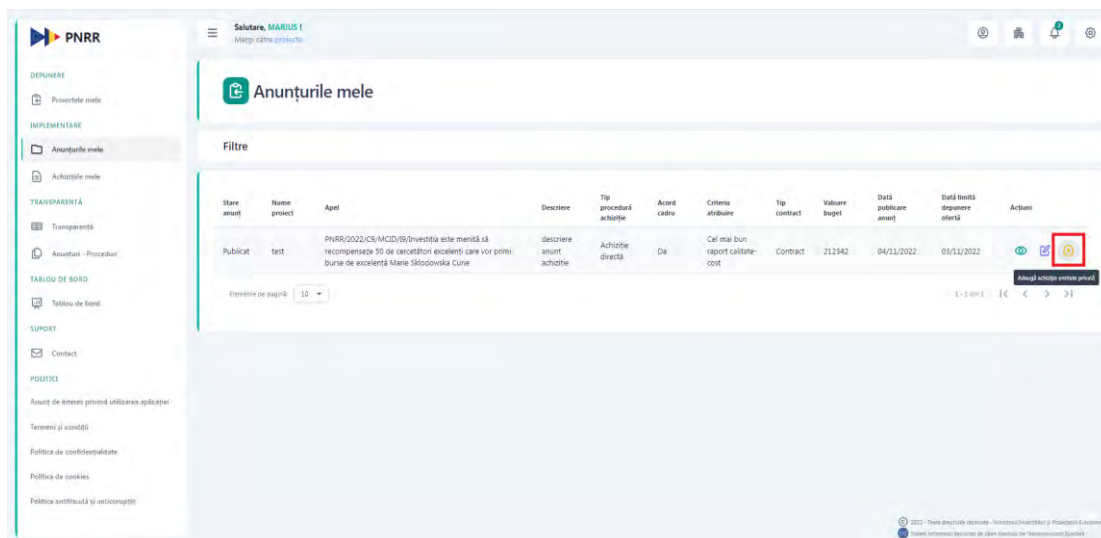 PNRR
Salutare, MARIUS !
Mergi către proiecte
DEPUNERE
Proiectele mele
IMPLEMENTARE
Anunțurile mele
Achizițiile mele
TRANSPARENȚĂ
Transparență
Anunțuri - Proceduri
TABLOU DE BORD
Tablou de bord
SUPORT
Contact
POLITICI
Anunț de interes privind utilizarea aplicației
Termeni și condiții
Politica de confidențialitate
Politica de cookies
Politica antifraudă și anticorupție
Anunțurile mele
Filtre
Stare anunț
Nume proiect
Apel
Descriere
Tip procedură achiziție
Acord cadru
Criteriu atribuire
Tip contract
Valoare buget
Dată publicare anunț
Dată limită depunere ofertă
Acțiuni
Publicat
test
PNRR/2022/C9/MCID/I9/Investiția este menită să
recompenseze 50 de cercetători excelenți care vor primi
burse de excelență Marie Sklodowska Curie
descriere anunt achizitie
Achiziție directă
Da
Cel mai bun raport calitate-cost
Contract
212342
04/11/2022
03/11/2022
Adaugă achiziție entitate privată
Elemente pe pagină: 10
1 - 1 din 1